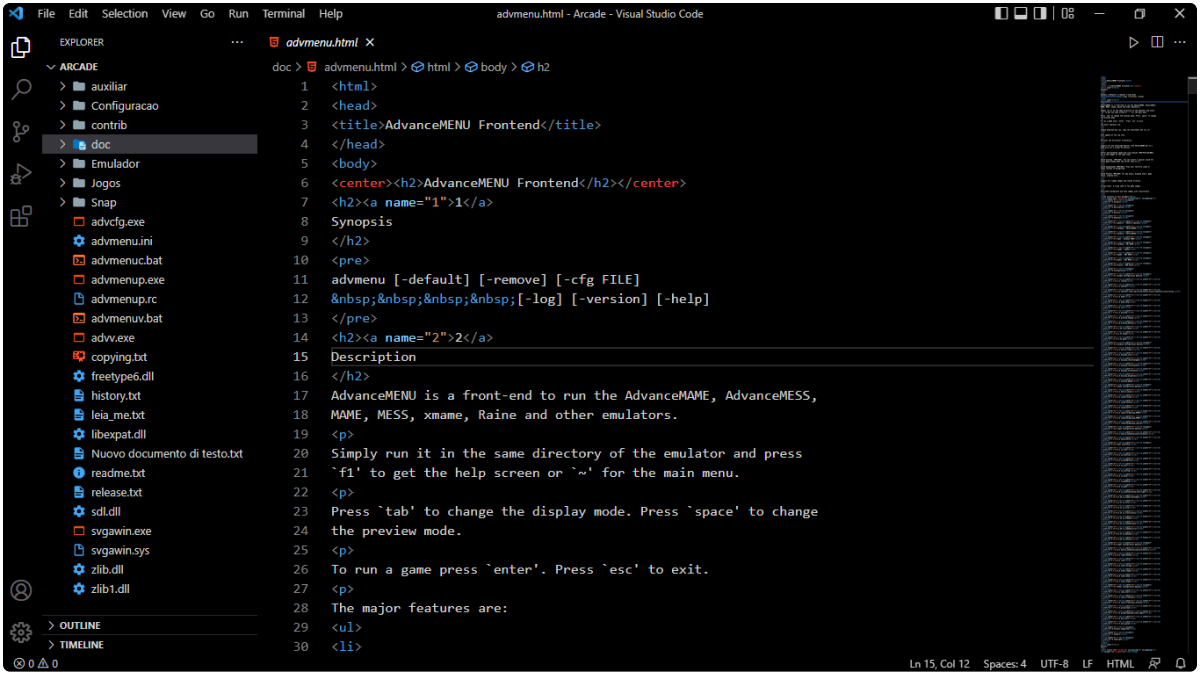 File Edit Selection View Go Run Terminal Help
advmenu.html - Arcade - Visual Studio Code
EXPLORER
ARCADE
auxiliar
Configuracao
contrib
doc
Emulador
Jogos
Snap
advcfg.exe
advmenu.ini
advmenuc.bat
advmenup.exe
advmenup.rc
advmenuv.bat
advv.exe
copying.txt
freetype6.dll
history.txt
leia_me.txt
libexpat.dll
Nuovo documento di testo.txt
readme.txt
release.txt
sdl.dll
svgawin.exe
svgawin.sys
zlib.dll
zlib1.dll
OUTLINE
TIMELINE
advmenu.html
doc > advmenu.html > html > body > h2
1 <html>
2 <head>
3 <title>AdvanceMENU Frontend</title>
4 </head>
5 <body>
6 <center><h2>AdvanceMENU Frontend</h2></center>
7 <h2><a name="1">1</a>
8 Synopsis
9 </h2>
10 <pre>
11 advmenu [-default] [-remove] [-cfg FILE]
12 &nbsp;&nbsp;&nbsp;&nbsp;[-log] [-version] [-help]
13 </pre>
14 <h2><a name="2">2</a>
15 Description
16 </h2>
17 AdvanceMENU is a front-end to run the AdvanceMAME, AdvanceMESS,
18 MAME, MESS, xmame, Raine and other emulators.
19 <p>
20 Simply run it in the same directory of the emulator and press
21 `f1' to get the help screen or `~' for the main menu.
22 <p>
23 Press `tab' to change the display mode. Press `space' to change
24 the preview mode.
25 <p>
26 To run a game press `enter'. Press `esc' to exit.
27 <p>
28 The major features are:
29 <ul>
30 <li>
0 0
Ln 15, Col 12 Spaces: 4 UTF-8 LF HTML